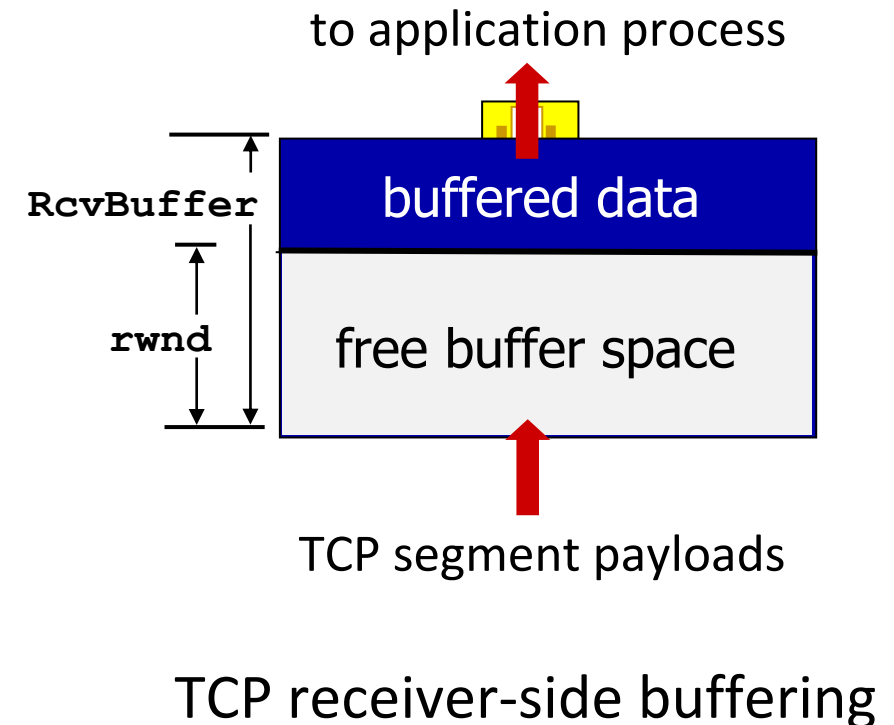 to application process
buffered data
RcvBuffer
rwnd
free buffer space
TCP segment payloads
TCP receiver-side buffering